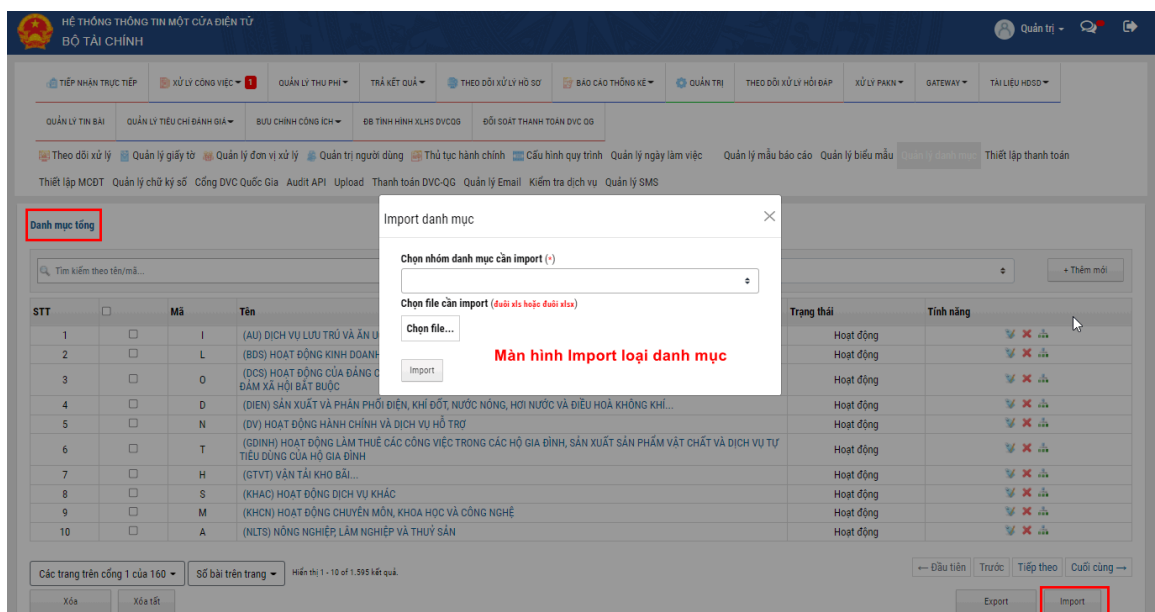 HỆ THỐNG THÔNG TIN MỘT CỬA ĐIỆN TỬ
BỘ TÀI CHÍNH
Quản trị
TIẾP NHẬN TRỰC TIẾP XỬ LÝ CÔNG VIỆC 1 QUẢN LÝ THU PHÍ TRẢ KẾT QUẢ THEO DÕI XỬ LÝ HỒ SƠ BÁO CÁO THỐNG KÊ QUẢN TRỊ THEO DÕI XỬ LÝ HỎI ĐÁP XỬ LÝ PAKN GATEWAY TÀI LIỆU HDSD
QUẢN LÝ TIN BÀI QUẢN LÝ TIÊU CHÍ ĐÁNH GIÁ BƯU CHÍNH CÔNG ÍCH ĐB TÌNH HÌNH XLHS DVCQG ĐỐI SOÁT THANH TOÁN DVC QG
Theo dõi xử lý Quản lý giấy tờ Quản lý đơn vị xử lý Quản trị người dùng Thủ tục hành chính Cấu hình quy trình Quản lý ngày làm việc Quản lý mẫu báo cáo Quản lý biểu mẫu Quản lý danh mục Thiết lập thanh toán
Thiết lập MCĐT Quản lý chữ ký số Cổng DVC Quốc Gia Audit API Upload Thanh toán DVC-QG Quản lý Email Kiểm tra dịch vụ Quản lý SMS
Danh mục tổng
Tìm kiếm theo tên/mã...
+ Thêm mới
Import danh mục
Chọn nhóm danh mục cần import (*)
Chọn file cần import (đuôi xls hoặc đuôi xlsx)
Chọn file...
Import
Màn hình Import loại danh mục
STT Mã Tên Trạng thái Tính năng
1 I (AU) DỊCH VỤ LƯU TRÚ VÀ ĂN U Hoạt động
2 L (BDS) HOẠT ĐỘNG KINH DOANH Hoạt động
3 O (DCS) HOẠT ĐỘNG CỦA ĐẢNG C Hoạt động
ĐẢM XÃ HỘI BẮT BUỘC
4 D (DIEN) SẢN XUẤT VÀ PHÂN PHỐI ĐIỆN, KHÍ ĐỐT, NƯỚC NÓNG, HƠI NƯỚC VÀ ĐIỀU HOÀ KHÔNG KHÍ... Hoạt động
5 N (DV) HOẠT ĐỘNG HÀNH CHÍNH VÀ DỊCH VỤ HỖ TRỢ Hoạt động
6 T (GDINH) HOẠT ĐỘNG LÀM THUÊ CÁC CÔNG VIỆC TRONG CÁC HỘ GIA ĐÌNH, SẢN XUẤT SẢN PHẨM VẬT CHẤT VÀ DỊCH VỤ TỰ Hoạt động
TIÊU DÙNG CỦA HỘ GIA ĐÌNH
7 H (GTVT) VẬN TẢI KHO BÃI... Hoạt động
8 S (KHAC) HOẠT ĐỘNG DỊCH VỤ KHÁC Hoạt động
9 M (KHCN) HOẠT ĐỘNG CHUYÊN MÔN, KHOA HỌC VÀ CÔNG NGHỆ Hoạt động
10 A (NLTS) NÔNG NGHIỆP, LÂM NGHIỆP VÀ THUỶ SẢN Hoạt động
Các trang trên cổng 1 của 160 Số bài trên trang Hiển thị 1 - 10 of 1.595 kết quả. ← Đầu tiên Trước Tiếp theo Cuối cùng →
Xóa Xóa tất Export Import